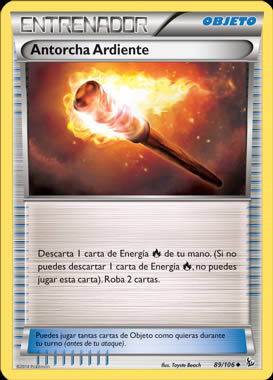 ENTRENADOR OBJETO
Antorcha Ardiente
Descarta 1 carta de Energía de tu mano. (Si no
puedes descartar 1 carta de Energía, no puedes
jugar esta carta). Roba 2 cartas.
Puedes jugar tantas cartas de Objeto como quieras durante
tu turno (antes de tu ataque).
Ilus. Toyste Beach 89/106